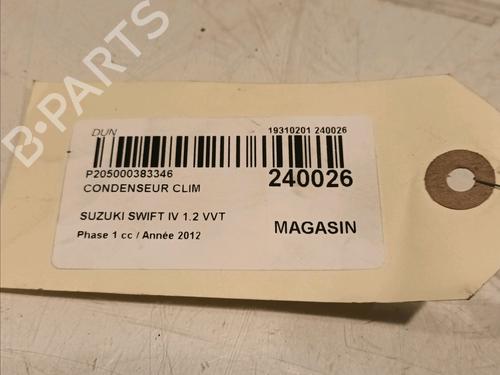 B-PARTS
DUN
19310201 240026
P205000383346
240026
CONDENSEUR CLIM
SUZUKI SWIFT IV 1.2 VVT
MAGASIN
Phase 1 cc / Année 2012